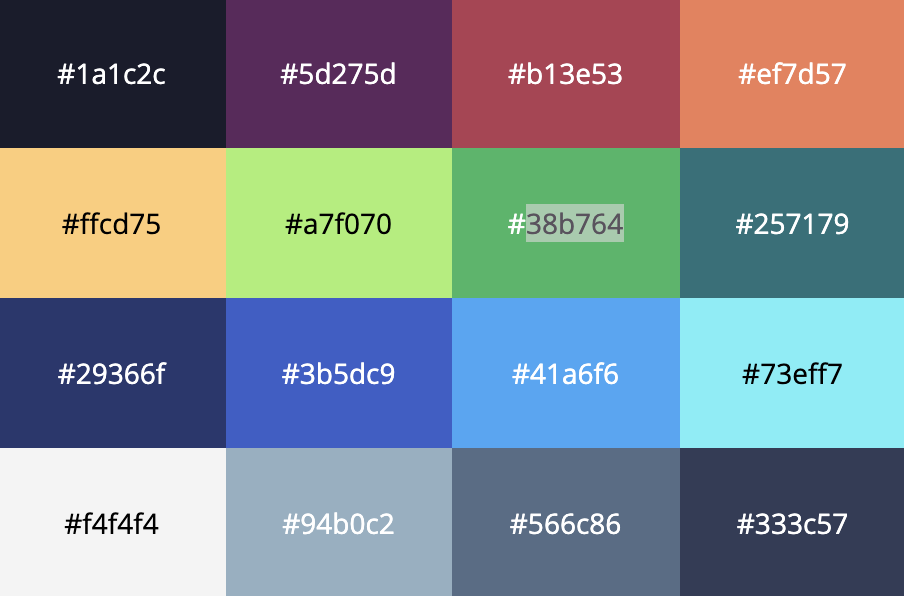 #1a1c2c #5d275d #b13e53 #ef7d57
#ffcd75 #a7f070 #38b764 #257179
#29366f #3b5dc9 #41a6f6 #73eff7
#f4f4f4 #94b0c2 #566c86 #333c57